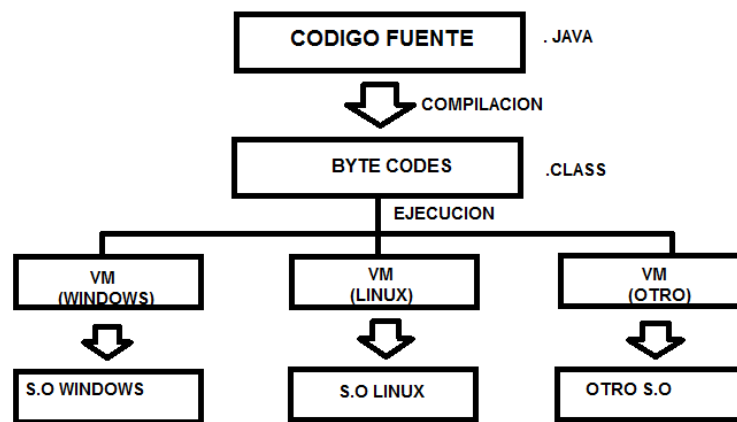 CODIGO FUENTE
. JAVA
COMPILACION
BYTE CODES
.CLASS
EJECUCION
VM
(WINDOWS)
VM
(LINUX)
VM
(OTRO)
S.O WINDOWS
S.O LINUX
OTRO S.O